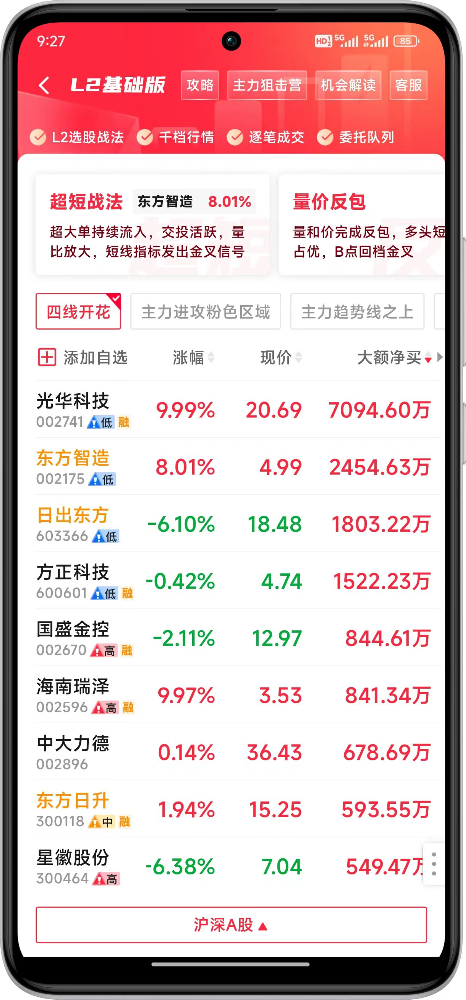 9:27
HD 1 2 5G 5G 85
L2基础版 攻略 主力狙击营 机会解读 客服
L2选股战法 千档行情 逐笔成交 委托队列
超短战法 东方智造 8.01%
超大单持续流入，交投活跃，量
比放大，短线指标发出金叉信号
量价反包
量和价完成反包，多头短
占优，B点回档金叉
四线开花 主力进攻粉色区域 主力趋势线之上
添加自选 涨幅 现价 大额净买
光华科技 9.99% 20.69 7094.60万
002741 低 融
东方智造 8.01% 4.99 2454.63万
002175 低
日出东方 -6.10% 18.48 1803.22万
603366 低
方正科技 -0.42% 4.74 1522.23万
600601 低 融
国盛金控 -2.11% 12.97 844.61万
002670 高 融
海南瑞泽 9.97% 3.53 841.34万
002596 高 融
中大力德 0.14% 36.43 678.69万
002896
东方日升 1.94% 15.25 593.55万
300118 中 融
星徽股份 -6.38% 7.04 549.47万
300464 高
沪深A股